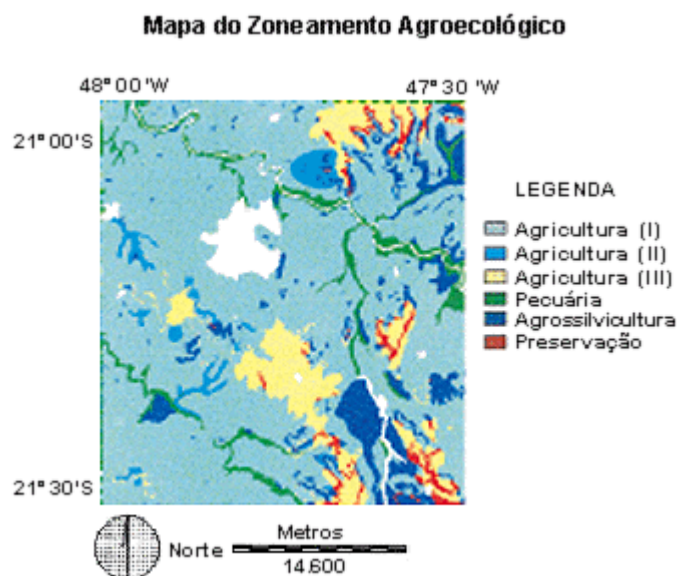 Mapa do Zoneamento Agroecológico
48° 00 'W
47° 30 'W
21° 00'S
LEGENDA
Agricultura (I)
Agricultura (II)
Agricultura (III)
Pecuária
Agrossilvicultura
Preservação
21° 30'S
Norte
Metros
14.600